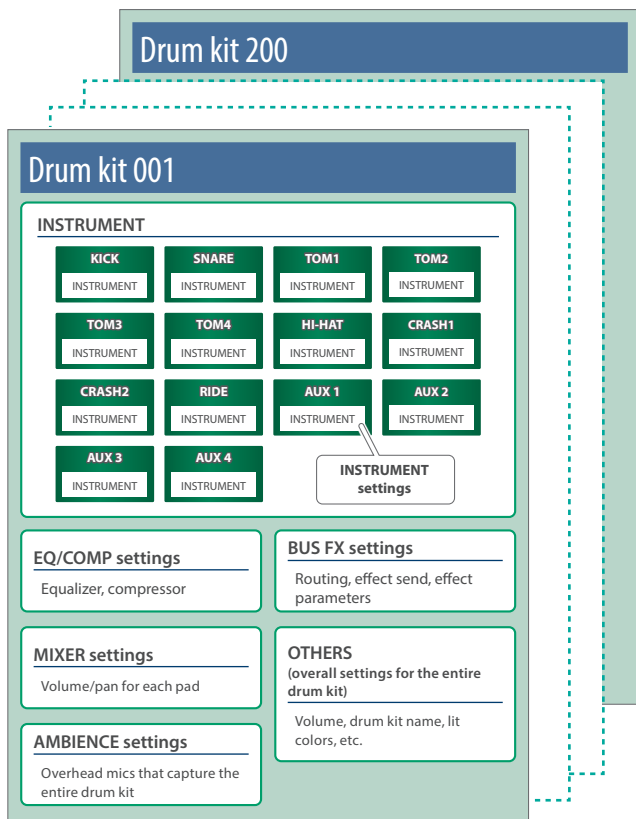 Drum kit 200
Drum kit 001
INSTRUMENT
KICK
INSTRUMENT
SNARE
INSTRUMENT
TOM1
INSTRUMENT
TOM2
INSTRUMENT
TOM3
INSTRUMENT
TOM4
INSTRUMENT
HI-HAT
INSTRUMENT
CRASH1
INSTRUMENT
CRASH2
INSTRUMENT
RIDE
INSTRUMENT
AUX 1
INSTRUMENT
AUX 2
INSTRUMENT
AUX 3
INSTRUMENT
AUX 4
INSTRUMENT
INSTRUMENT
settings
EQ/COMP settings
Equalizer, compressor
BUS FX settings
Routing, effect send, effect
parameters
MIXER settings
Volume/pan for each pad
OTHERS
(overall settings for the entire
drum kit)
Volume, drum kit name, lit
colors, etc.
AMBIENCE settings
Overhead mics that capture the
entire drum kit